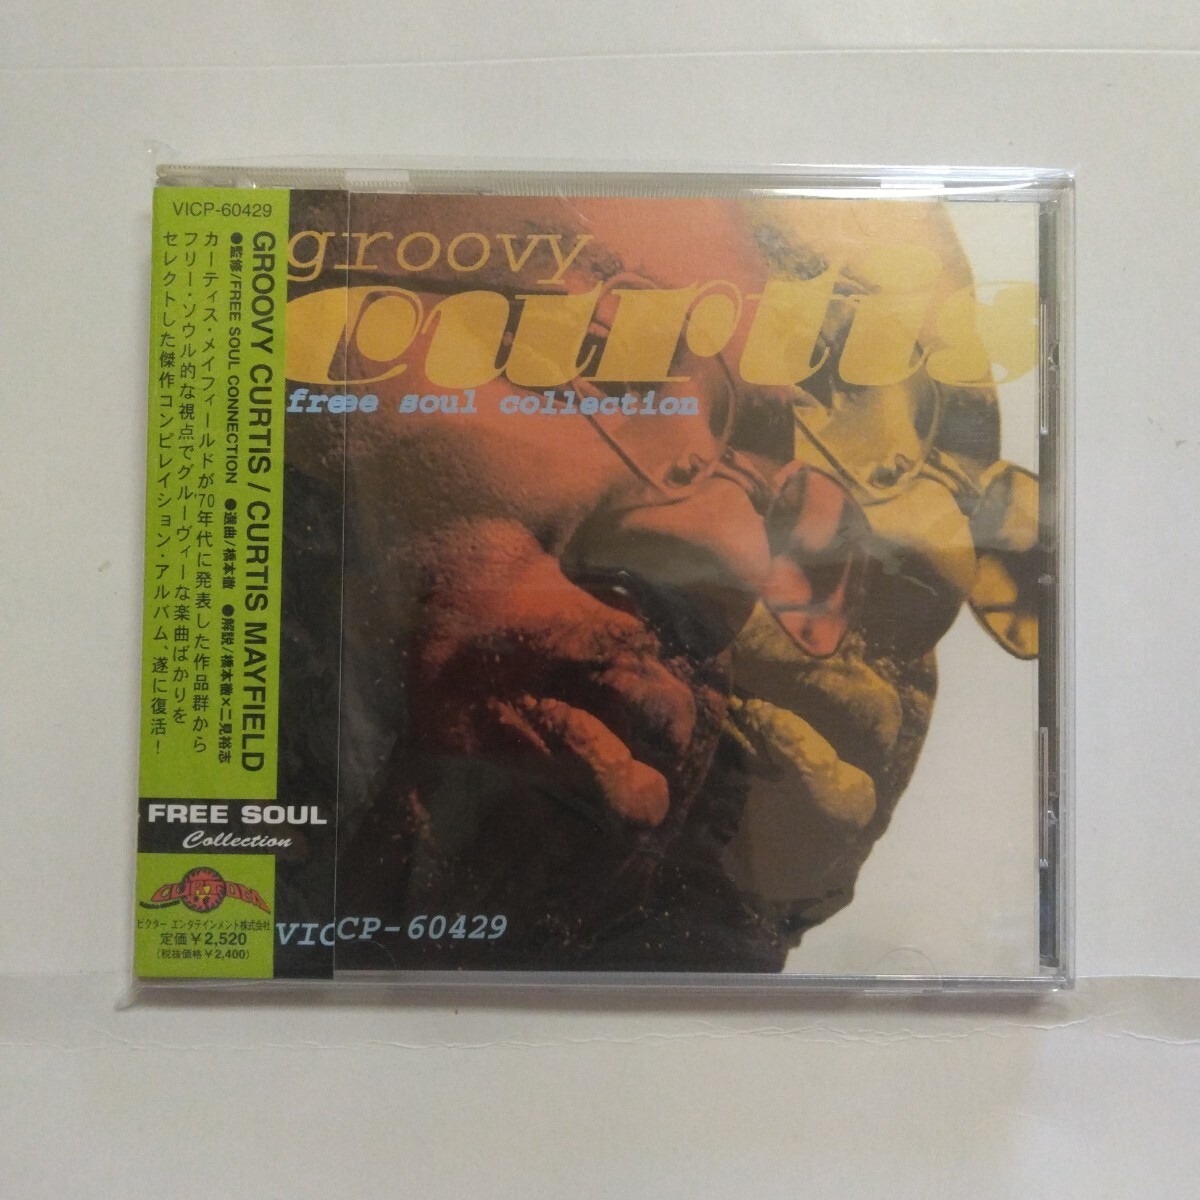 VICP-60429
GROOVY CURTIS / CURTIS MAYFIELD
●監修/FREE SOUL CONNECTION ●選曲/橋本徹 ●解説/橋本徹×二見裕志
カーティス・メイフィールドが'70年代に発表した作品群から
フリー・ソウル的な視点でグルーヴィーな楽曲ばかりを
セレクトした傑作コンピレイション・アルバム、遂に復活!
FREE SOUL
Collection
CURTOM
ビクター エンタテインメント株式会社
定価¥2,520
(税抜価格¥2,400)
groovy
curtis
free soul collection
VICP-60429